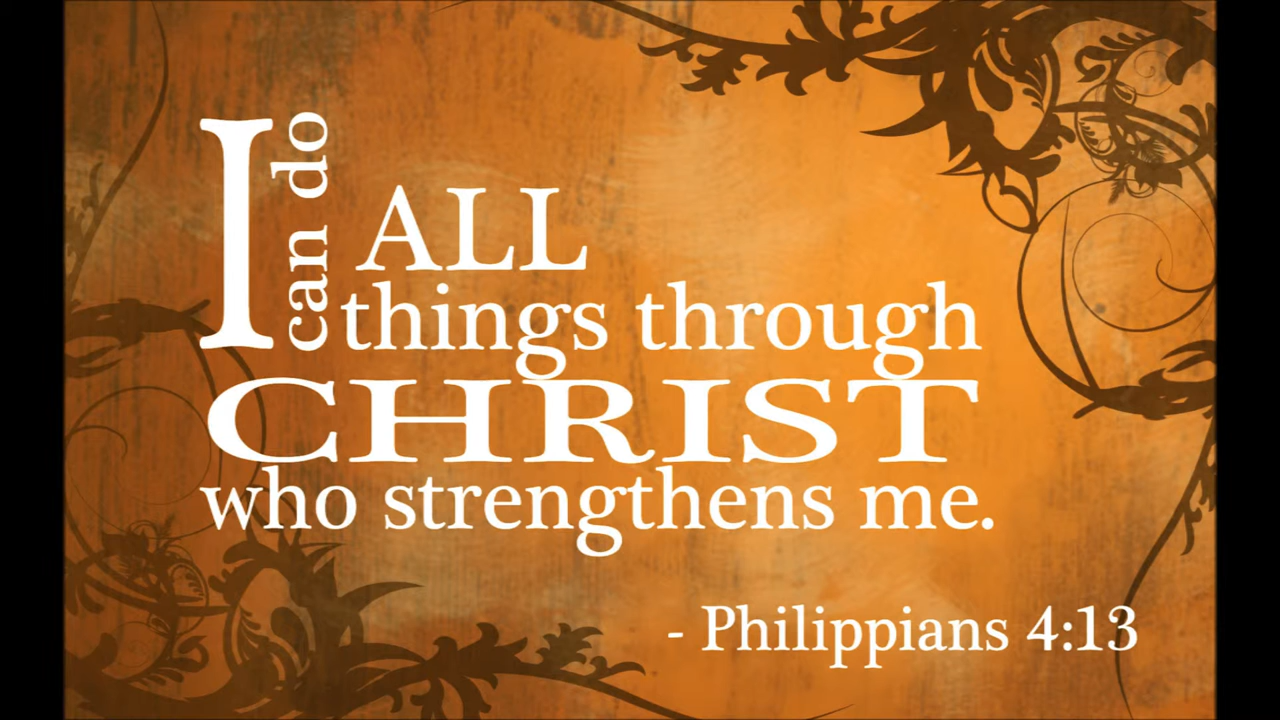 I can do ALL
things through
CHRIST
who strengthens me.
- Philippians 4:13